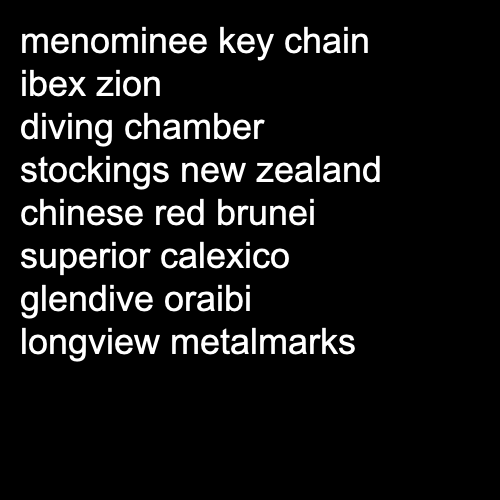 menominee key chain
ibex zion
diving chamber
stockings new zealand
chinese red brunei
superior calexico
glendive oraibi
longview metalmarks